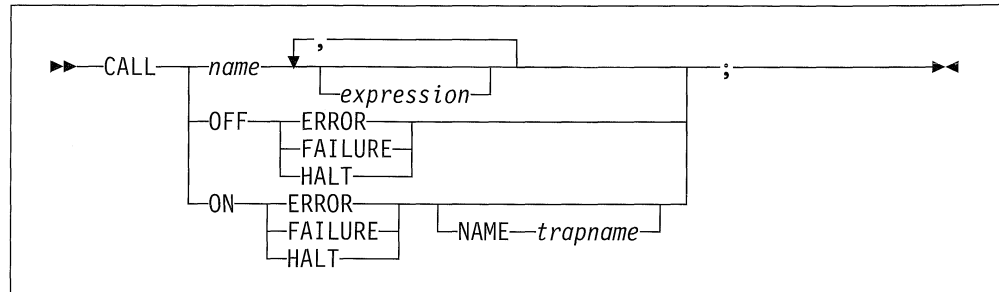 ,
CALL name ;
expression
OFF ERROR
FAILURE
HALT
ON ERROR
FAILURE NAME trapname
HALT